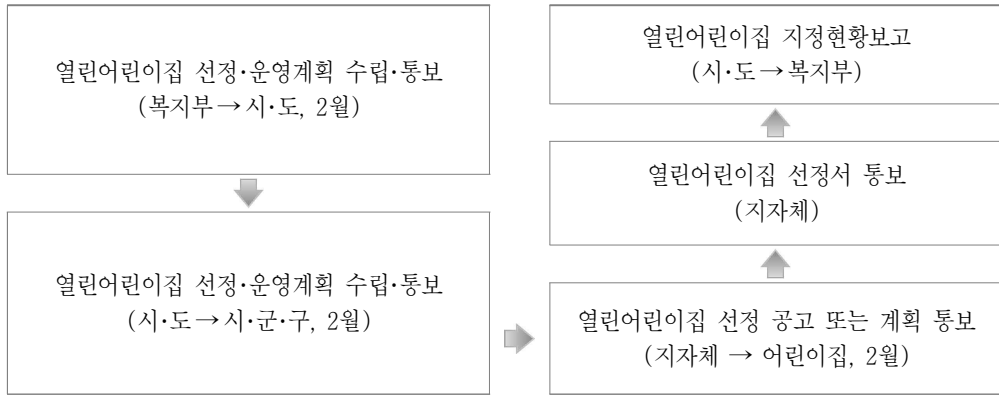 열린어린이집 선정·운영계획 수립·통보
(복지부→시·도, 2월)
열린어린이집 선정·운영계획 수립·통보
(시·도→시·군·구, 2월)
열린어린이집 선정 공고 또는 계획 통보
(지자체 → 어린이집, 2월)
열린어린이집 선정서 통보
(지자체)
열린어린이집 지정현황보고
(시·도→복지부)